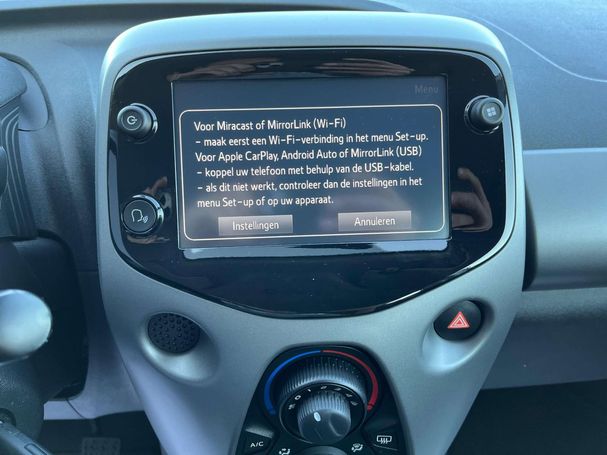 Menu
Voor Miracast of MirrorLink (Wi-Fi)
- maak eerst een Wi-Fi-verbinding in het menu Set-up.
Voor Apple CarPlay, Android Auto of MirrorLink (USB)
- koppel uw telefoon met behulp van de USB-kabel.
- als dit niet werkt, controleer dan de instellingen in het
menu Set-up of op uw apparaat.
Instellingen
Annuleren
A/C